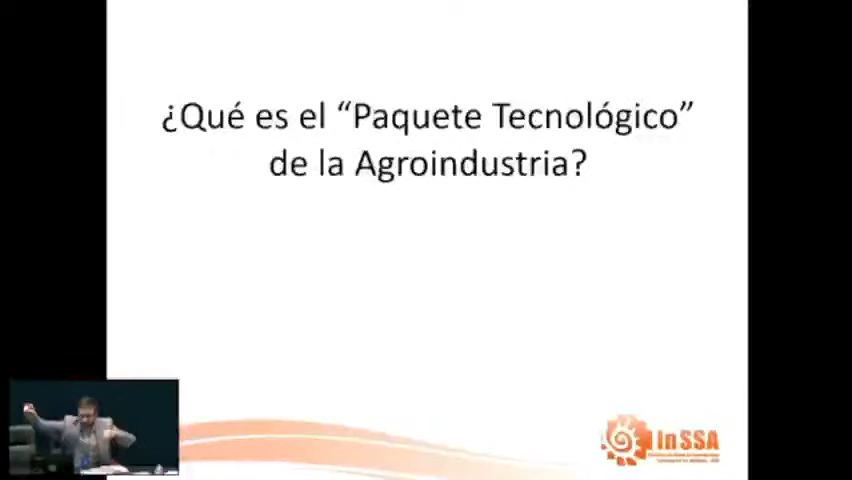 ¿Qué es el “Paquete Tecnológico”
de la Agroindustria?
InSSA